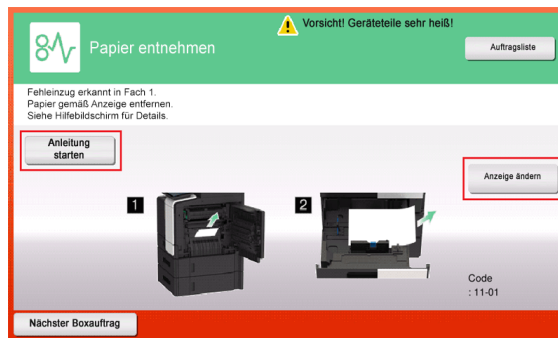 Vorsicht! Geräteteile sehr heiß!
Papier entnehmen
Auftragsliste
Fehleinzug erkannt in Fach 1.
Papier gemäß Anzeige entfernen.
Siehe Hilfebildschirm für Details.
Anleitung
starten
Anzeige ändern
1
2
Code
: 11-01
Nächster Boxauftrag